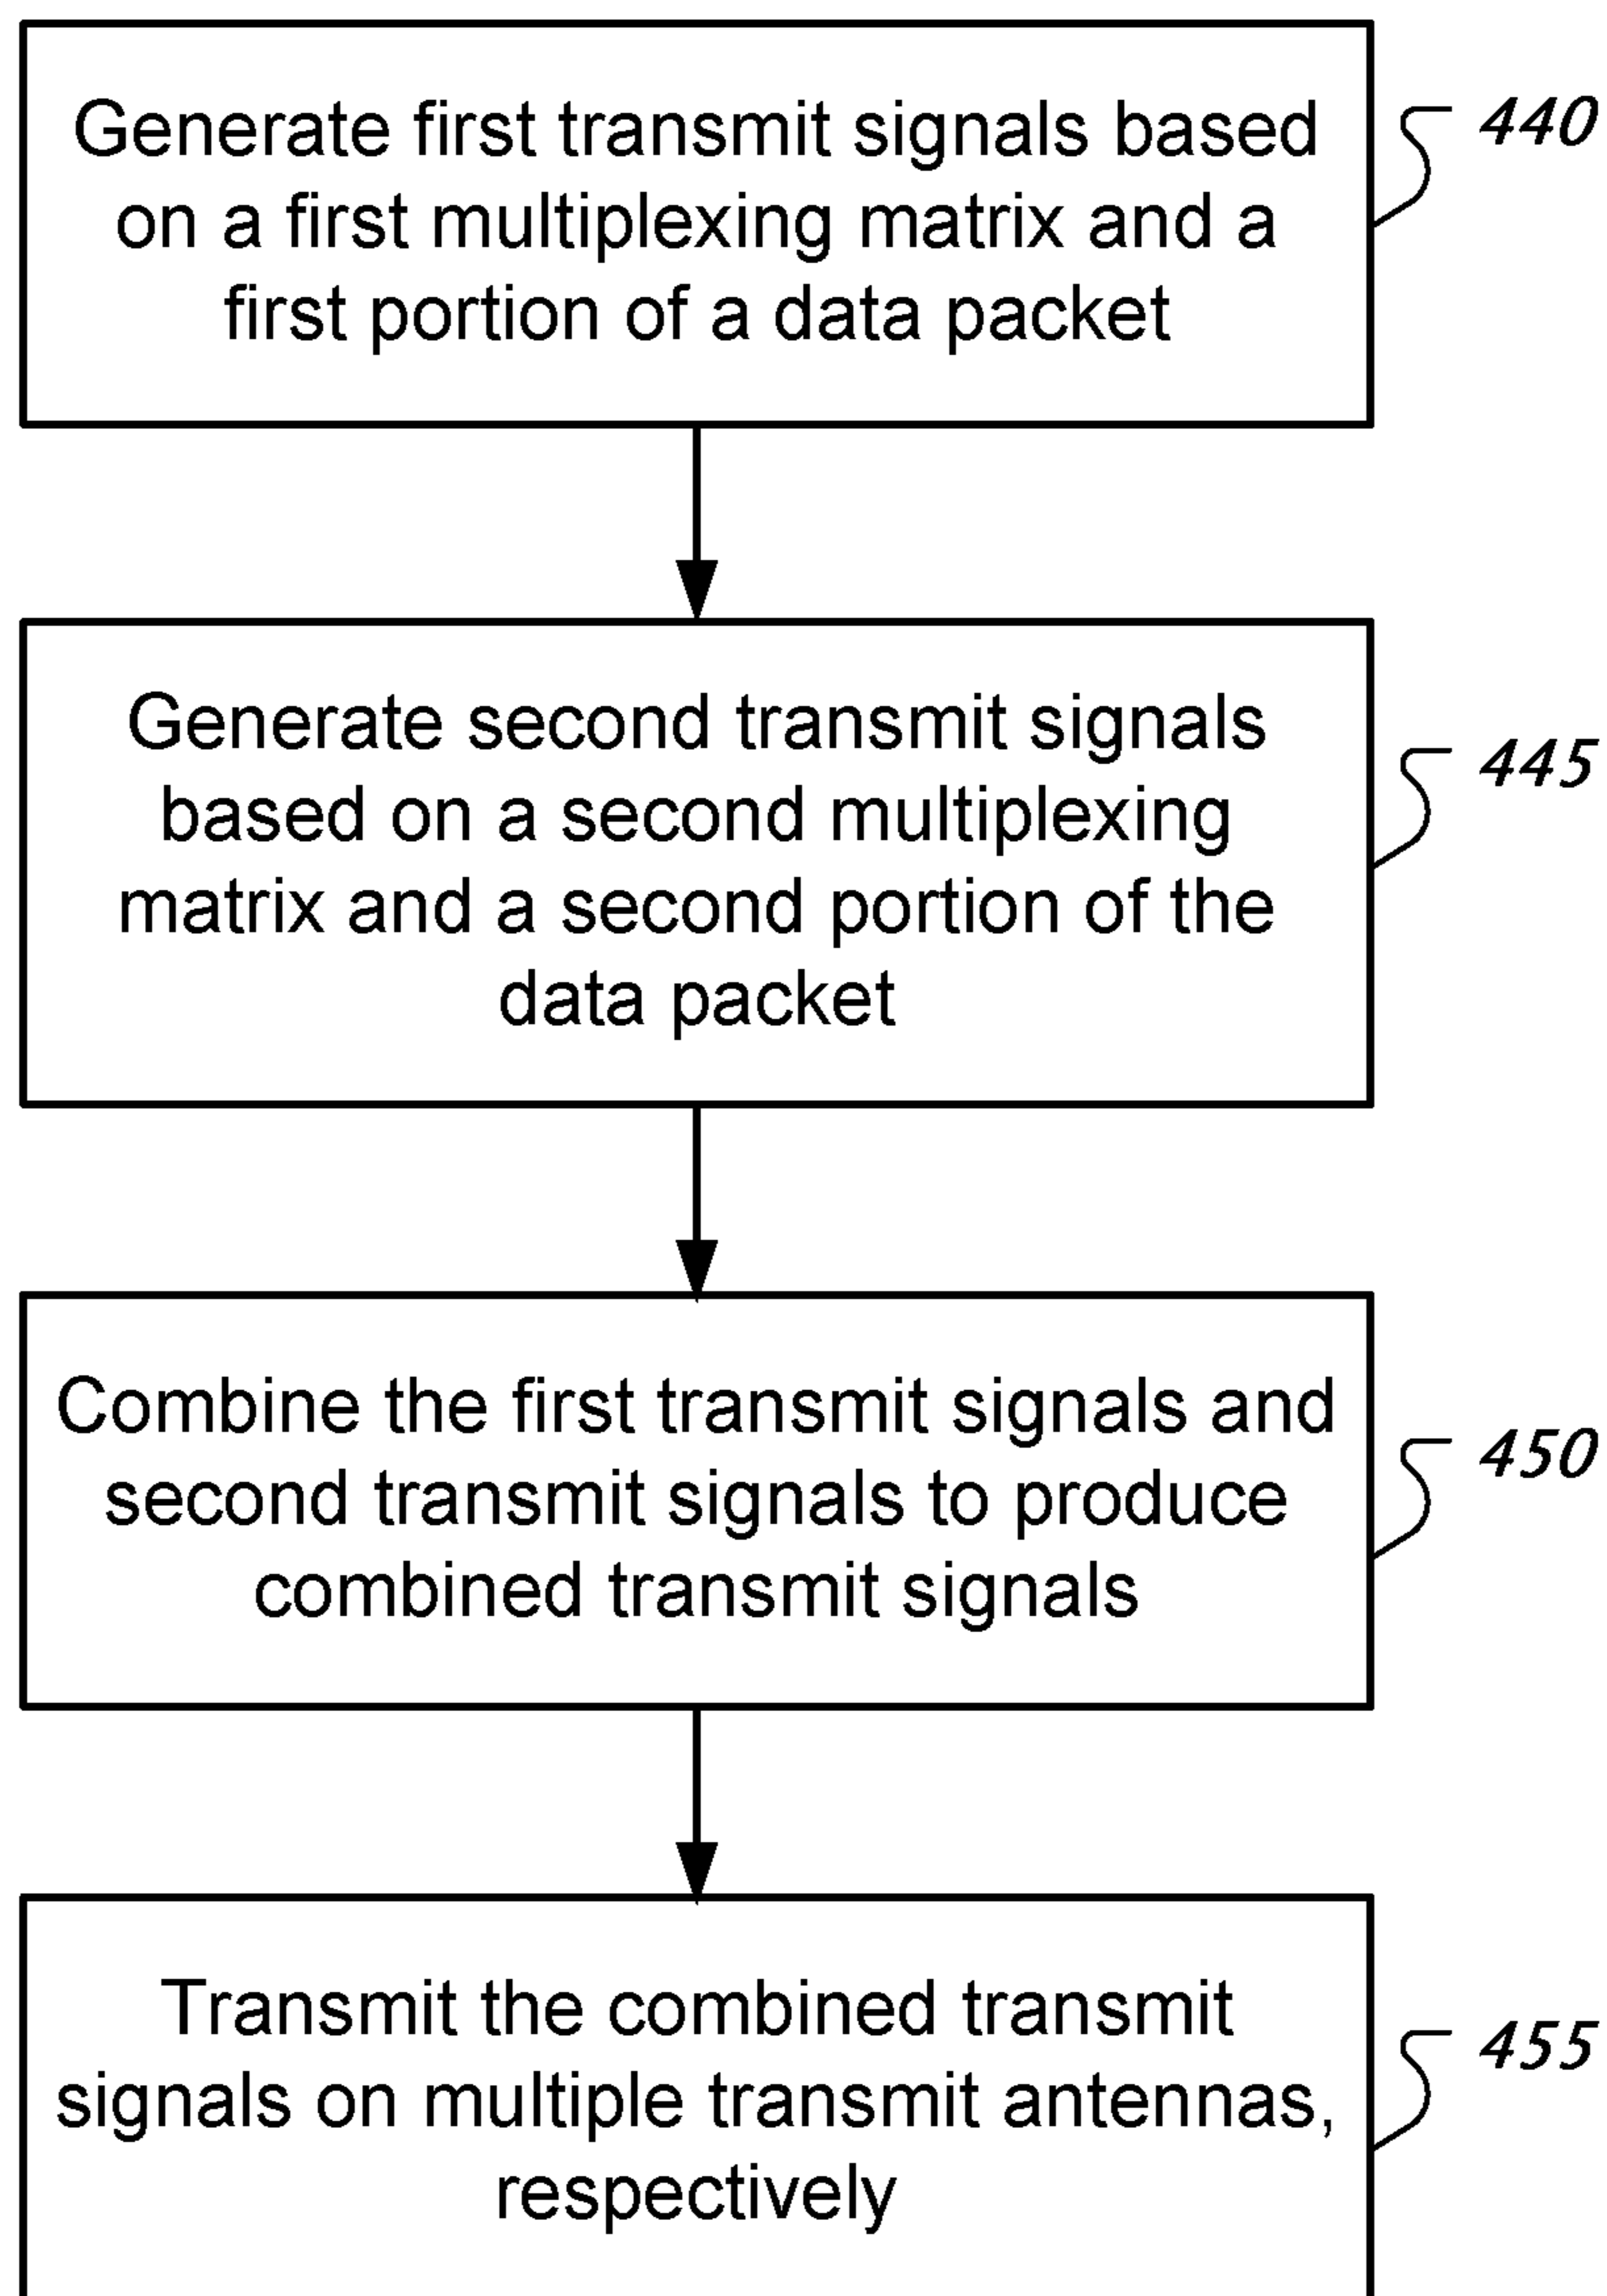 Generate first transmit signals based
on a first multiplexing matrix and a
first portion of a data packet
440
Generate second transmit signals
based on a second multiplexing
matrix and a second portion of the
data packet
445
Combine the first transmit signals and
second transmit signals to produce
combined transmit signals
450
Transmit the combined transmit
signals on multiple transmit antennas,
respectively
455